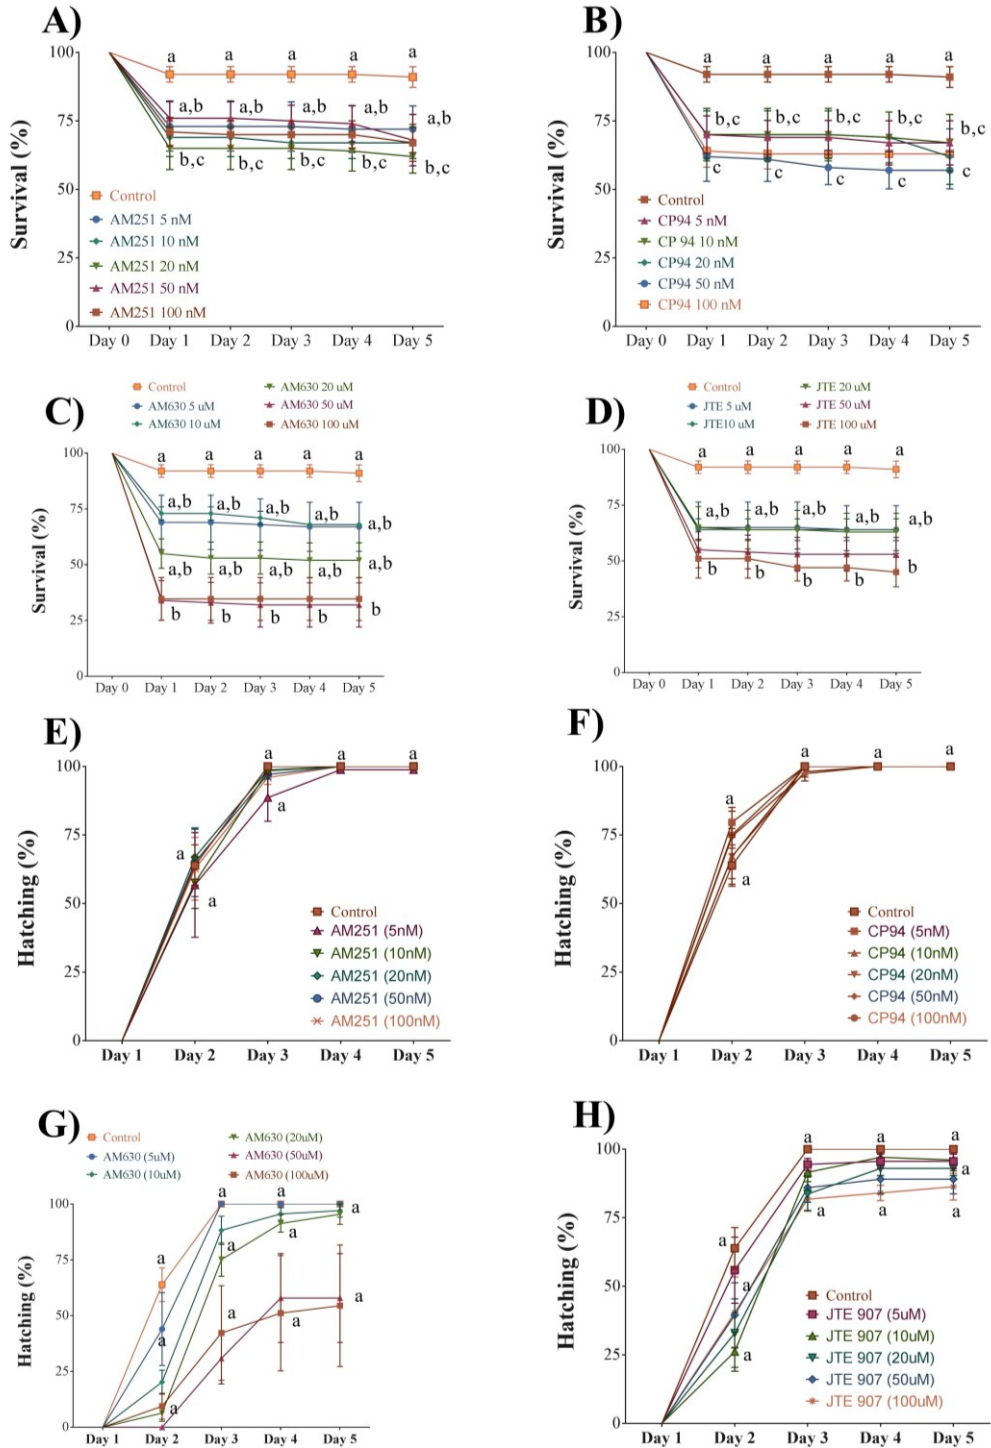 A)
Survival (%)
100
75
50
25
0
a a a a a
a,b a,b a,b a,b a,b
b,c b,c b,c b,c b,c
Control
AM251 5 nM
AM251 10 nM
AM251 20 nM
AM251 50 nM
AM251 100 nM
Day 0 Day 1 Day 2 Day 3 Day 4 Day 5
B)
Survival (%)
100
75
50
25
0
a a a a a
b,c b,c b,c b,c b,c
c c c c c
Control
CP94 5 nM
CP 94 10 nM
CP94 20 nM
CP94 50 nM
CP94 100 nM
Day 0 Day 1 Day 2 Day 3 Day 4 Day 5
C)
Control AM630 20 uM
AM630 5 uM AM630 50 uM
AM630 10 uM AM630 100 uM
Survival (%)
100
75
50
25
0
a a a a a
a,b a,b a,b a,b a,b
a,b a,b a,b a,b a,b
b b b b b
Day 0 Day 1 Day 2 Day 3 Day 4 Day 5
D)
Control JTE 20 uM
JTE 5 uM JTE 50 uM
JTE10 uM JTE 100 uM
Survival (%)
100
75
50
25
0
a a a a a
a,b a,b a,b a,b a,b
b b b b b
Day 0 Day 1 Day 2 Day 3 Day 4 Day 5
E)
Hatching (%)
100
75
50
25
0
a a a
a
a
a
Control
AM251 (5nM)
AM251 (10nM)
AM251 (20nM)
AM251 (50nM)
AM251 (100nM)
Day 1 Day 2 Day 3 Day 4 Day 5
F)
Hatching (%)
100
75
50
25
0
a a a
a
a
Control
CP94 (5nM)
CP94 (10nM)
CP94 (20nM)
CP94 (50nM)
CP94 (100nM)
Day 1 Day 2 Day 3 Day 4 Day 5
G)
Control AM630 (20uM)
AM630 (5uM) AM630 (50uM)
AM630 (10uM) AM630 (100uM)
Hatching (%)
100
75
50
25
0
a a a
a a
a a a
a a
Day 1 Day 2 Day 3 Day 4 Day 5
H)
Hatching (%)
100
75
50
25
0
a a a
a
a a a
a
a
a
Control
JTE 907 (5uM)
JTE 907 (10uM)
JTE 907 (20uM)
JTE 907 (50uM)
JTE 907 (100uM)
Day 1 Day 2 Day 3 Day 4 Day 5